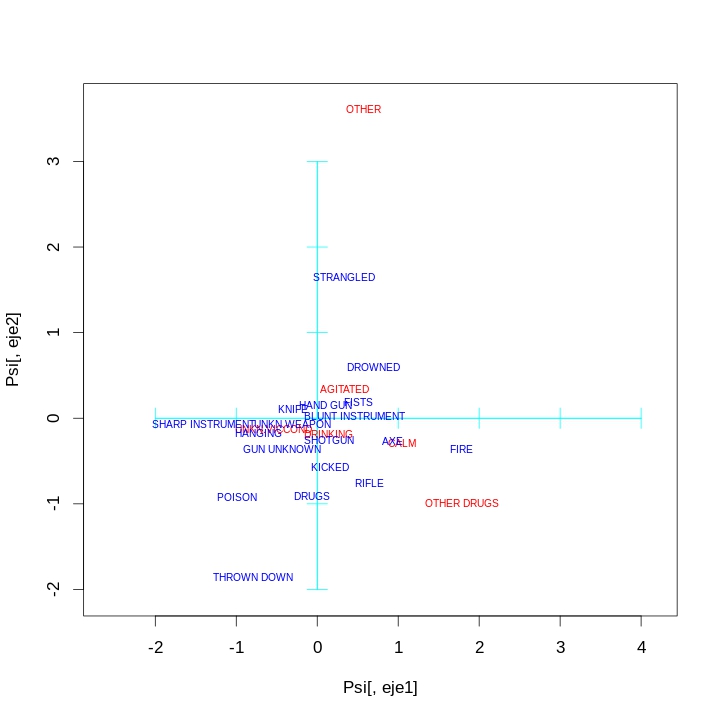 OTHER
3
2
STRANGLED
Psi[, eje2]
1
DROWNED
AGITATED
FISTS
HAND GUN
KNIFE
BLUNT INSTRUMENT
0
SHARP INSTRUMENT
UNKN WEAPON
HANGING
DRINKING
SHOTGUN
AXE
CALM
GUN UNKNOWN
FIRE
KICKED
RIFLE
POISON
DRUGS
-1
OTHER DRUGS
THROWN DOWN
-2
-2 -1 0 1 2 3 4
Psi[, eje1]